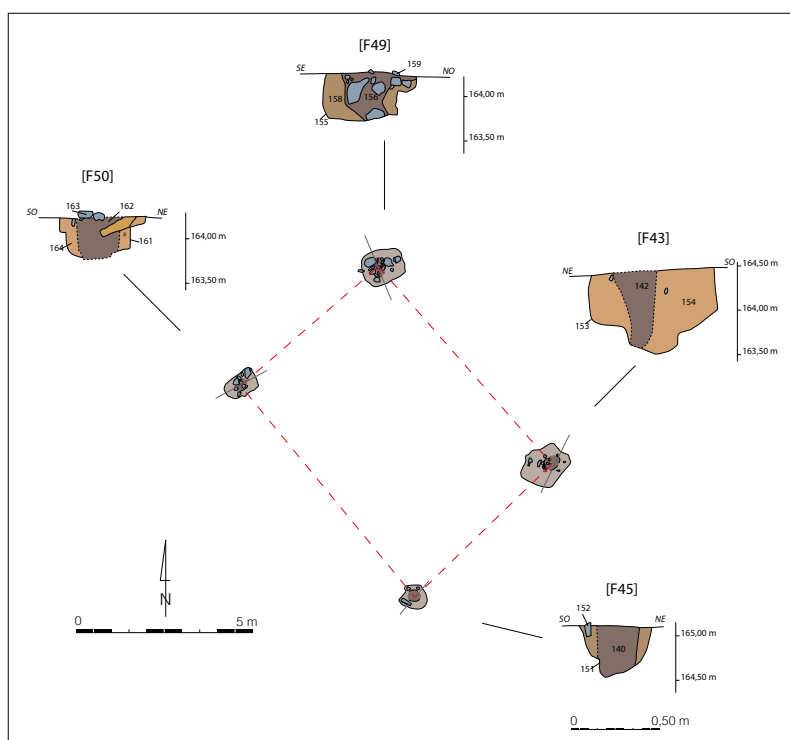 [F49]
SE
159
NO
158
156
155
164,00 m
163,50 m
[F50]
SO
163
162
NE
164
161
164,00 m
163,50 m
[F43]
NE
SO
142
154
153
164,50 m
164,00 m
163,50 m
N
0 5 m
[F45]
SO
152
NE
140
151
165,00 m
164,50 m
0 0,50 m